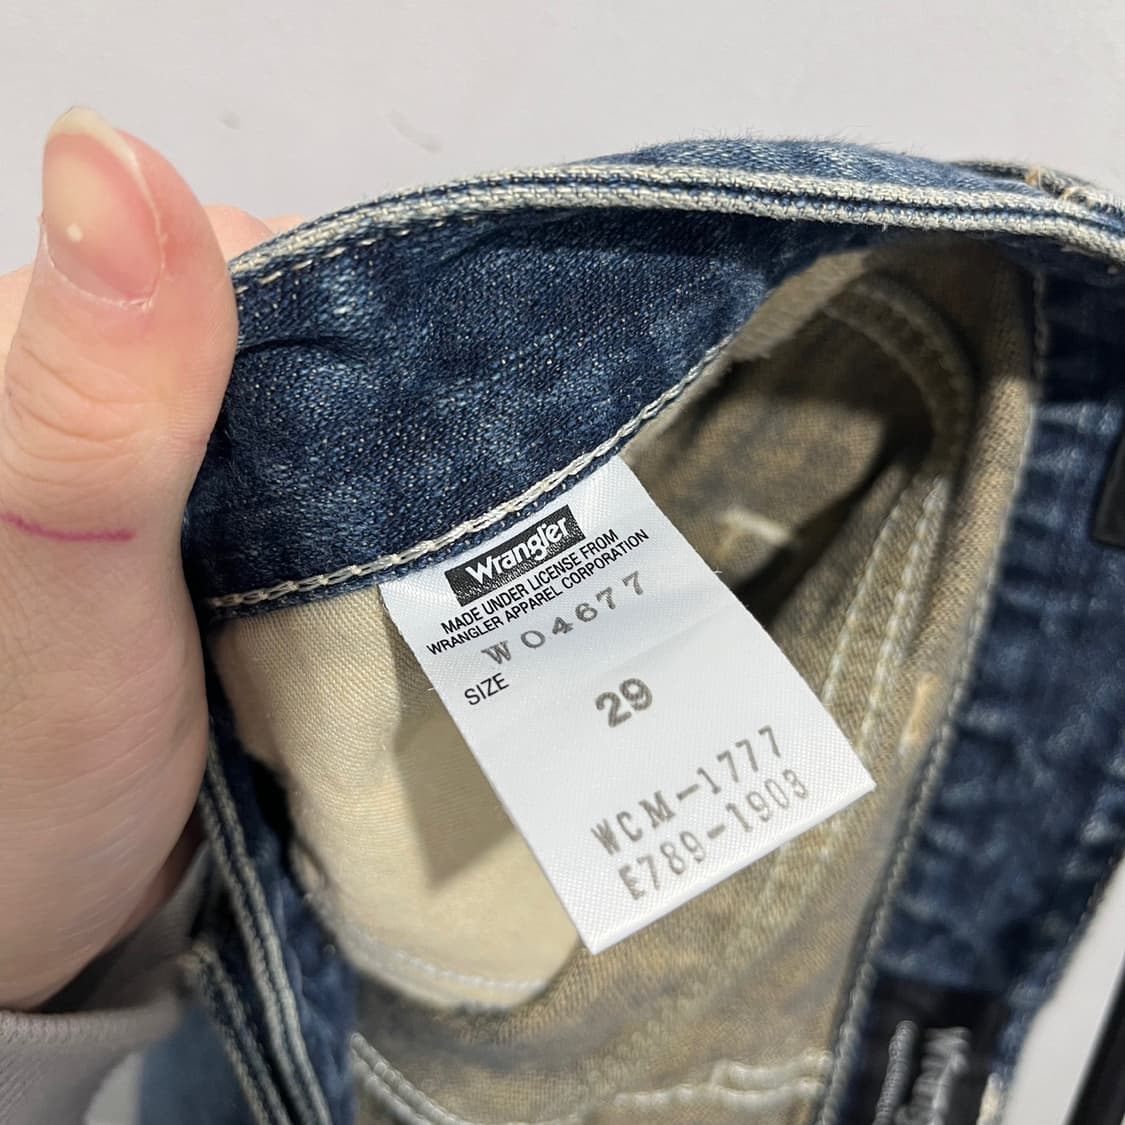 Wrangler
MADE UNDER LICENSE FROM
WRANGLER APPAREL CORPORATION
W04677
SIZE
29
WCM-1777
E789-1903